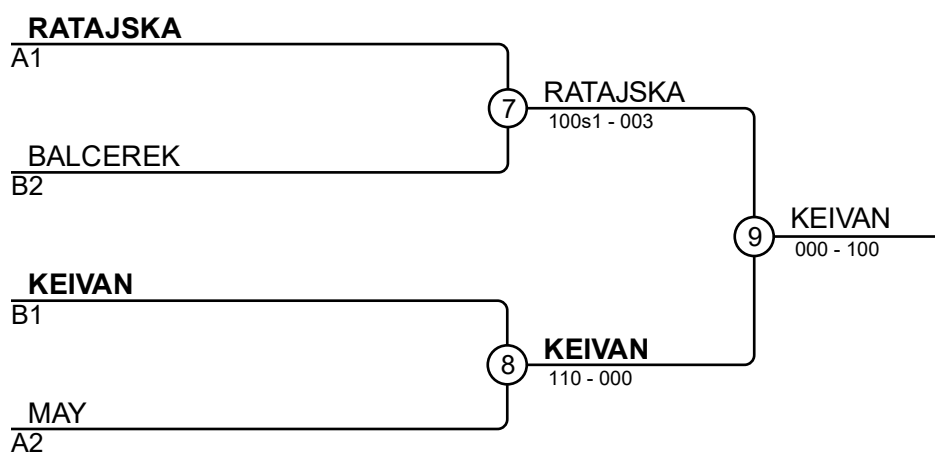 RATAJSKA
A1
7
RATAJSKA
100s1 - 003
BALCEREK
B2
9
KEIVAN
000 - 100
KEIVAN
B1
8
KEIVAN
110 - 000
MAY
A2